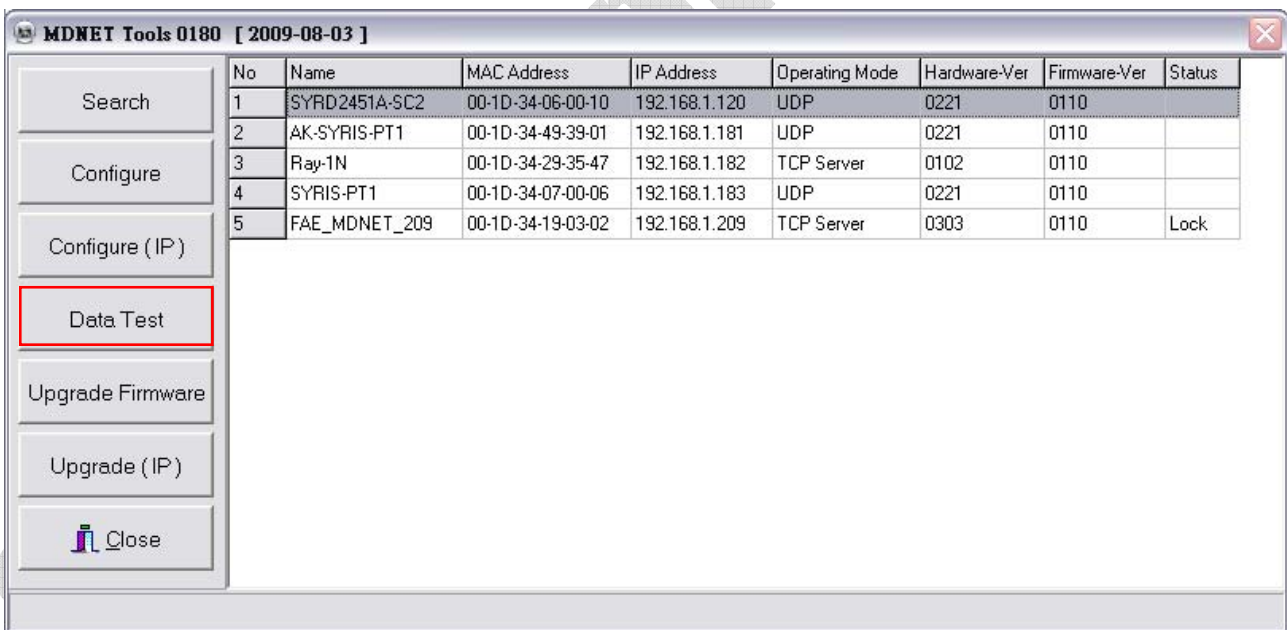 MDNET Tools 0180 [ 2009-08-03 ]
Search
Configure
Configure ( IP )
Data Test
Upgrade Firmware
Upgrade ( IP )
Close
No Name MAC Address IP Address Operating Mode Hardware-Ver Firmware-Ver Status
1 SYRD2451A-SC2 00-1D-34-06-00-10 192.168.1.120 UDP 0221 0110
2 AK-SYRIS-PT1 00-1D-34-49-39-01 192.168.1.181 UDP 0221 0110
3 Ray-1N 00-1D-34-29-35-47 192.168.1.182 TCP Server 0102 0110
4 SYRIS-PT1 00-1D-34-07-00-06 192.168.1.183 UDP 0221 0110
5 FAE_MDNET_209 00-1D-34-19-03-02 192.168.1.209 TCP Server 0303 0110 Lock